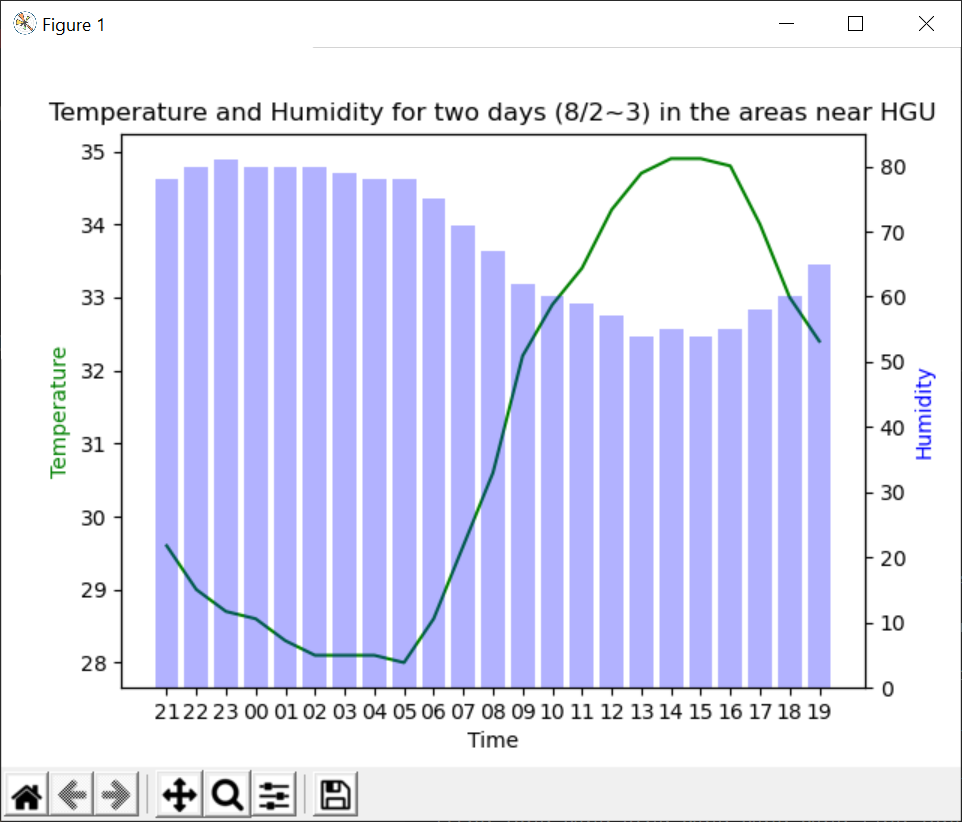 Figure 1
Temperature and Humidity for two days (8/2~3) in the areas near HGU
35
34
33
32
31
30
29
28
Temperature
80
70
60
50
40
30
20
10
0
Humidity
21 22 23 00 01 02 03 04 05 06 07 08 09 10 11 12 13 14 15 16 17 18 19
Time